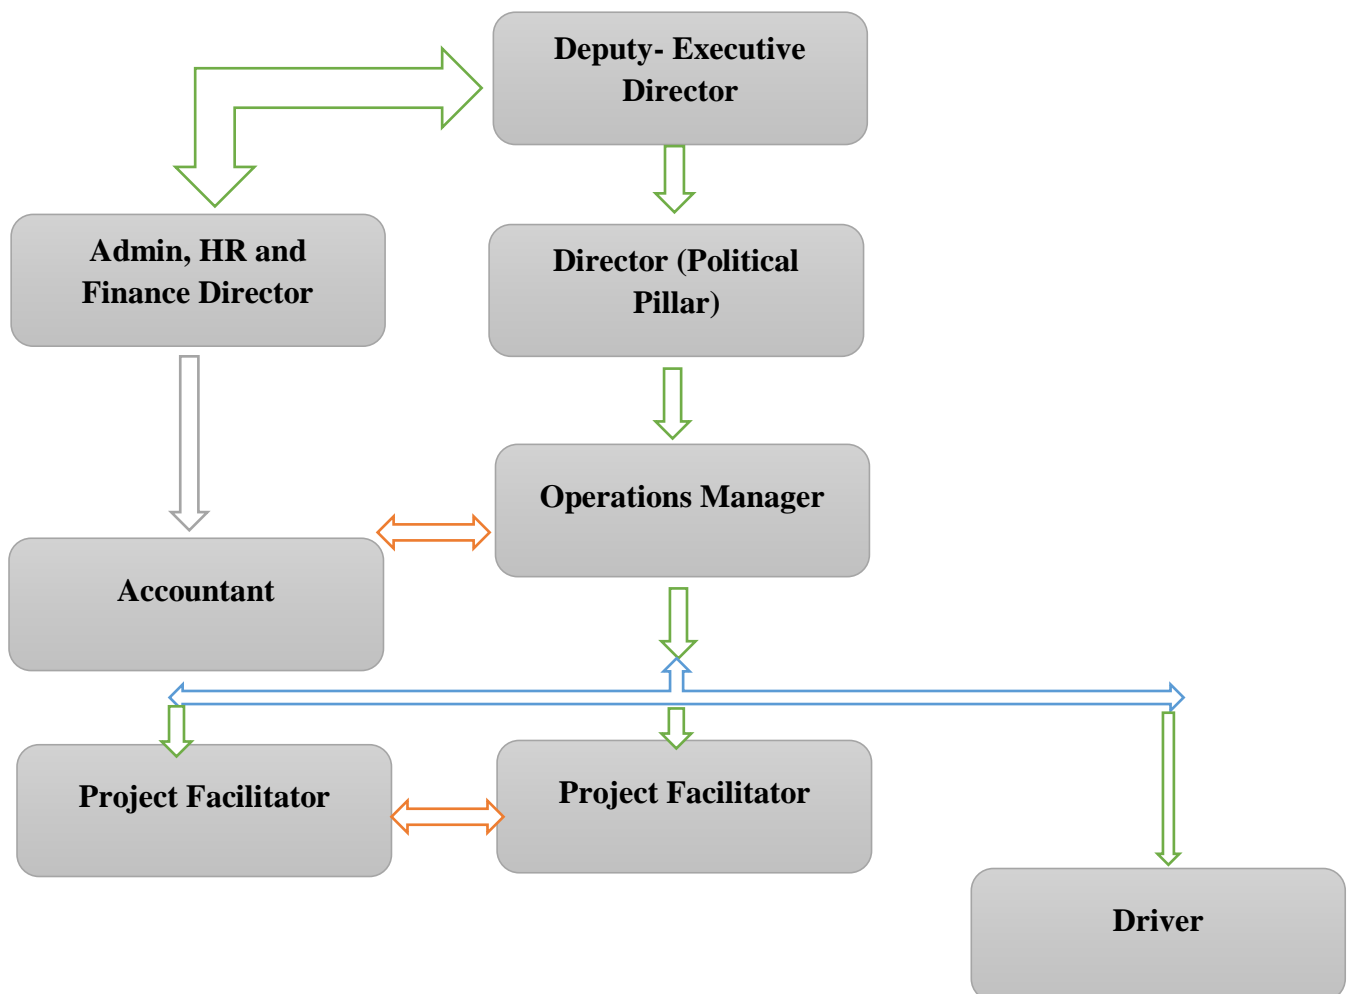 Deputy- Executive
Director
Admin, HR and
Finance Director
Director (Political
Pillar)
Operations Manager
Accountant
Project Facilitator
Project Facilitator
Driver